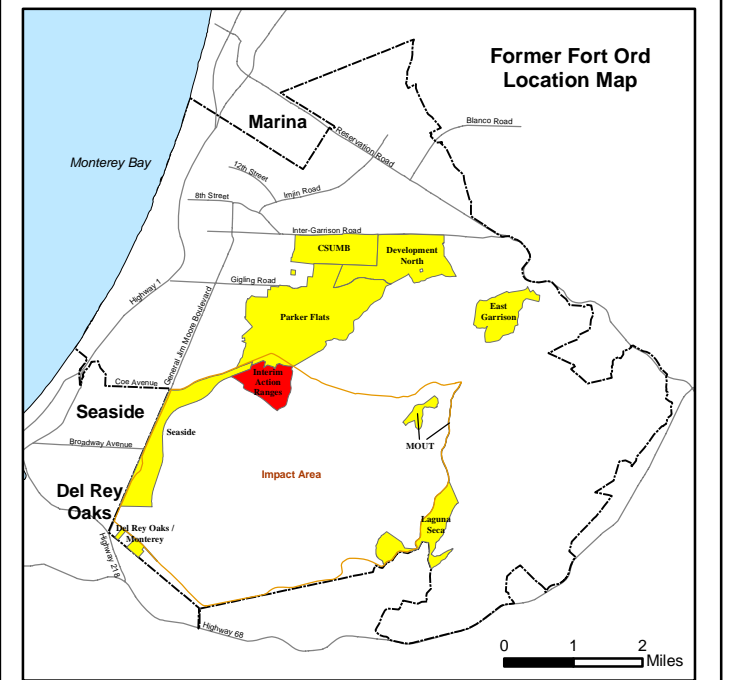 Former Fort Ord
Location Map
Marina
Blanco Road
Reservation Road
Monterey Bay
12th Street
Imjin Road
8th Street
Inter-Garrison Road
CSUMB
Development
North
Highway 1
Gigling Road
General Jim Moore Boulevard
East
Garrison
Parker Flats
Interim
Action
Ranges
Coe Avenue
Seaside
Seaside
Broadway Avenue
MOUT
Impact Area
Del Rey
Oaks
Del Rey Oaks /
Monterey
Laguna
Seca
Highway 218
Highway 68
0 1 2
Miles